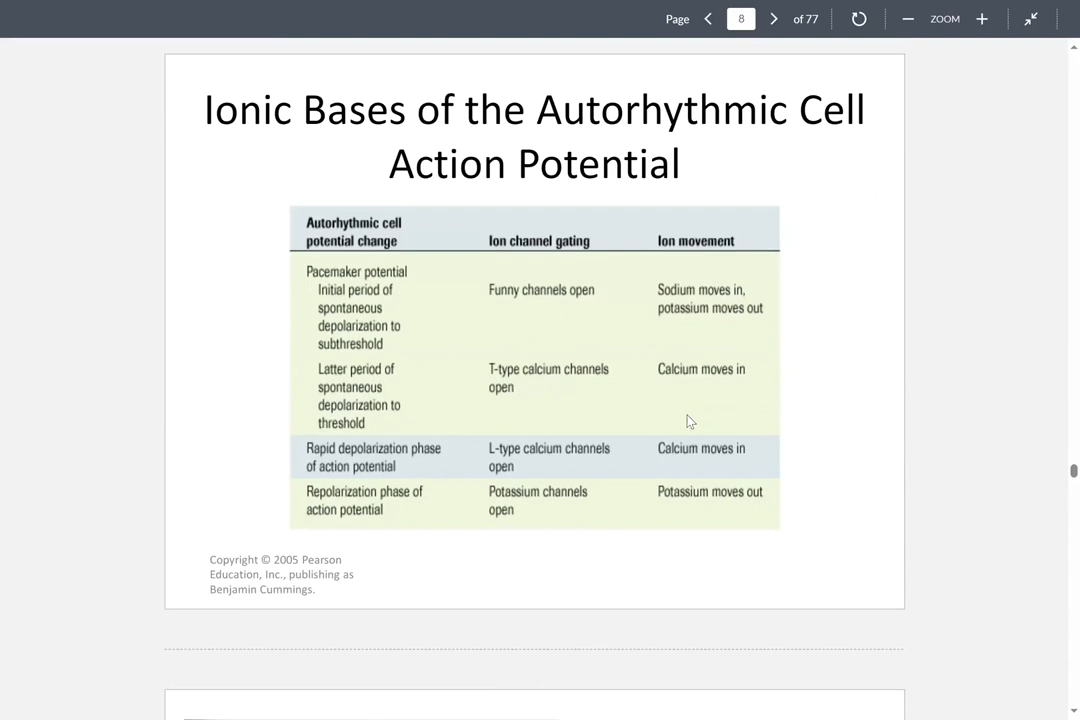 Page 8 of 77 ZOOM
Ionic Bases of the Autorhythmic Cell
Action Potential
Autorhythmic cell
potential change Ion channel gating Ion movement
Pacemaker potential
Initial period of Funny channels open Sodium moves in,
spontaneous potassium moves out
depolarization to
subthreshold
Latter period of T-type calcium channels Calcium moves in
spontaneous open
depolarization to
threshold
Rapid depolarization phase L-type calcium channels Calcium moves in
of action potential open
Repolarization phase of Potassium channels Potassium moves out
action potential open
Copyright © 2005 Pearson
Education, Inc., publishing as
Benjamin Cummings.